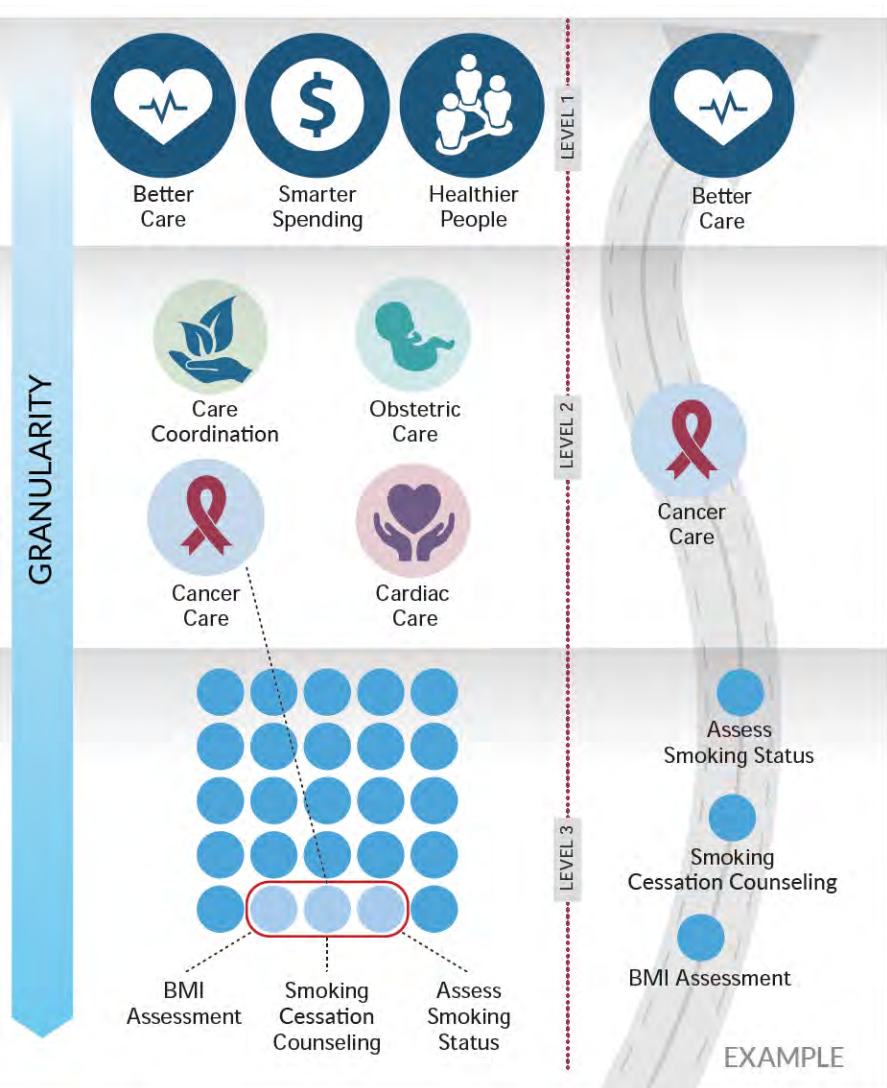 GRANULARITY
$
Better
Care
Smarter
Spending
Healthier
People
LEVEL 1
Better
Care
Care
Coordination
Obstetric
Care
LEVEL 2
Cancer
Care
Cardiac
Care
Cancer
Care
LEVEL 3
Assess
Smoking Status
Smoking
Cessation Counseling
BMI Assessment
BMI
Assessment
Smoking
Cessation
Counseling
Assess
Smoking
Status
EXAMPLE